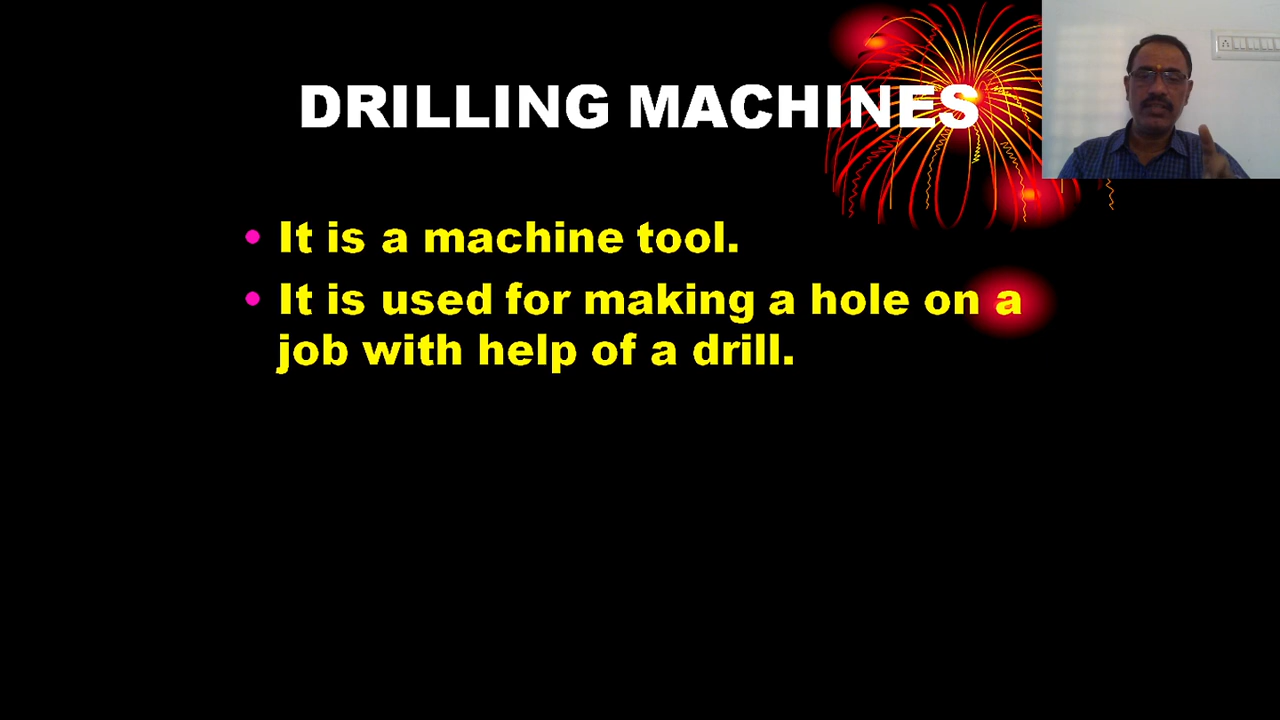 DRILLING MACHINES
• It is a machine tool.
• It is used for making a hole on a
job with help of a drill.